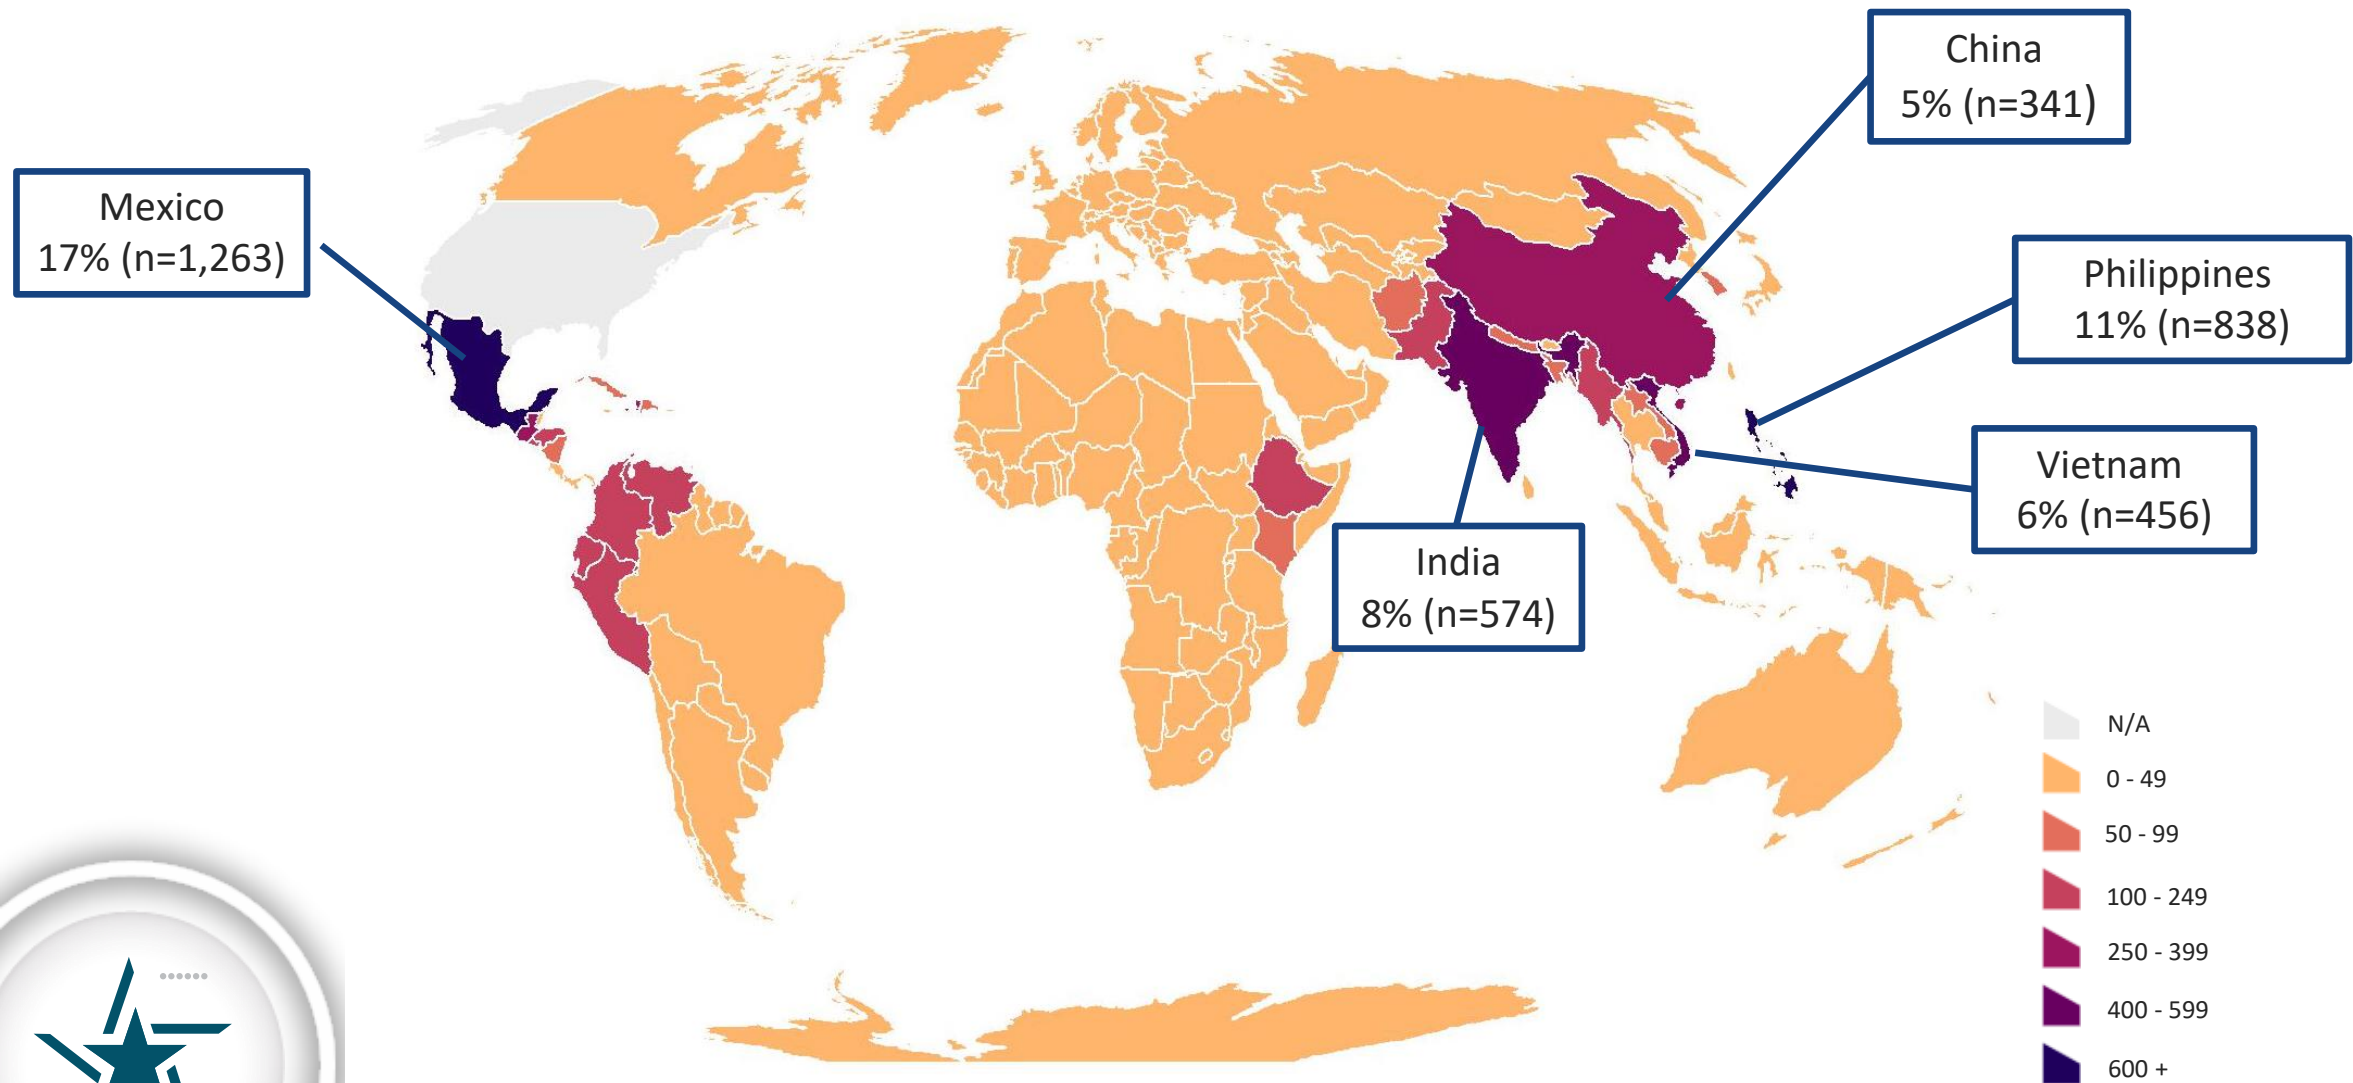 China
5% (n=341)
Mexico
17% (n=1,263)
Philippines
11% (n=838)
Vietnam
6% (n=456)
India
8% (n=574)
N/A
0 - 49
50 - 99
100 - 249
250 - 399
400 - 599
600 +